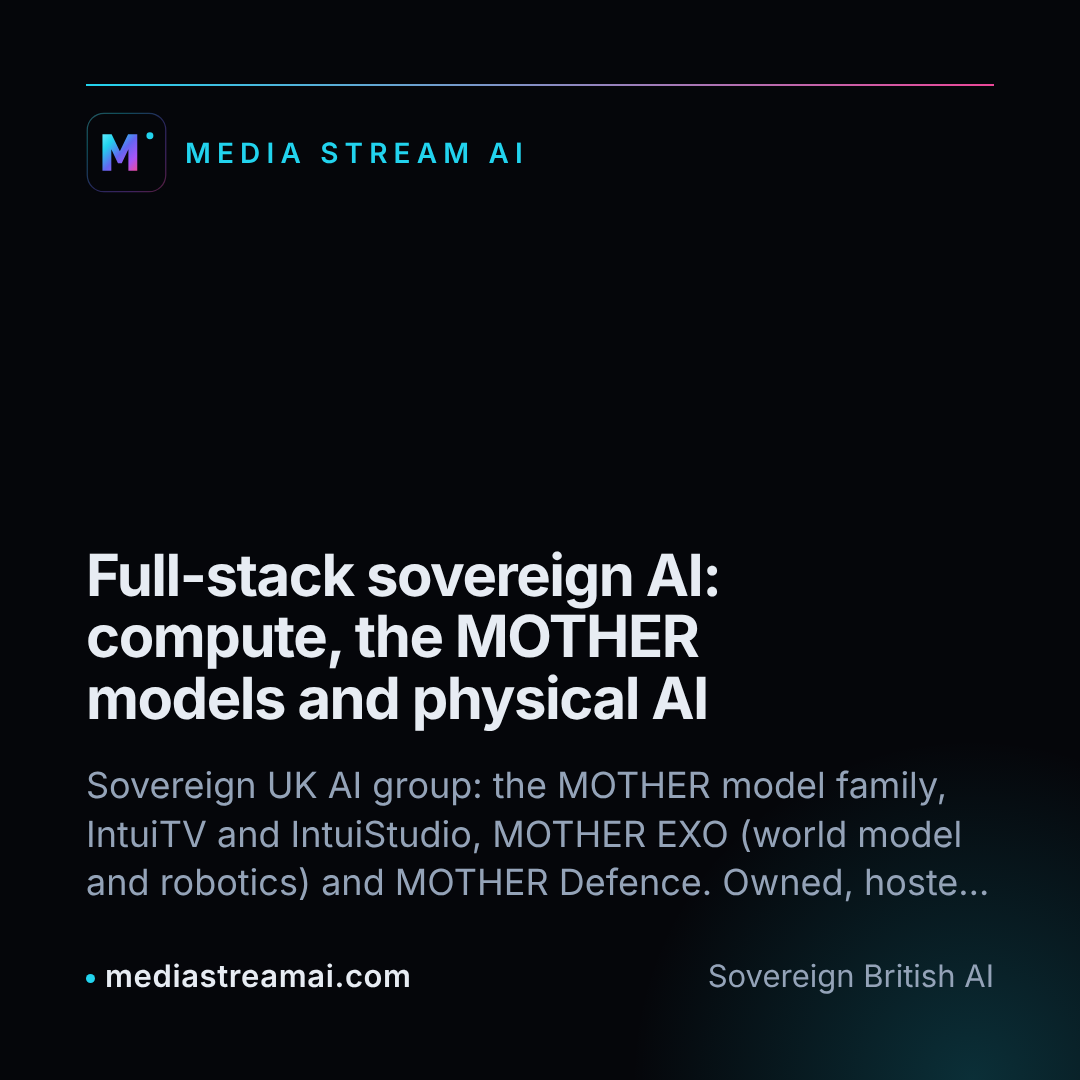 M
MEDIA STREAM AI
Full-stack sovereign AI:
compute, the MOTHER
models and physical AI
Sovereign UK AI group: the MOTHER model family,
IntuiTV and IntuiStudio, MOTHER EXO (world model
and robotics) and MOTHER Defence. Owned, hoste...
mediastreamai.com
Sovereign British AI